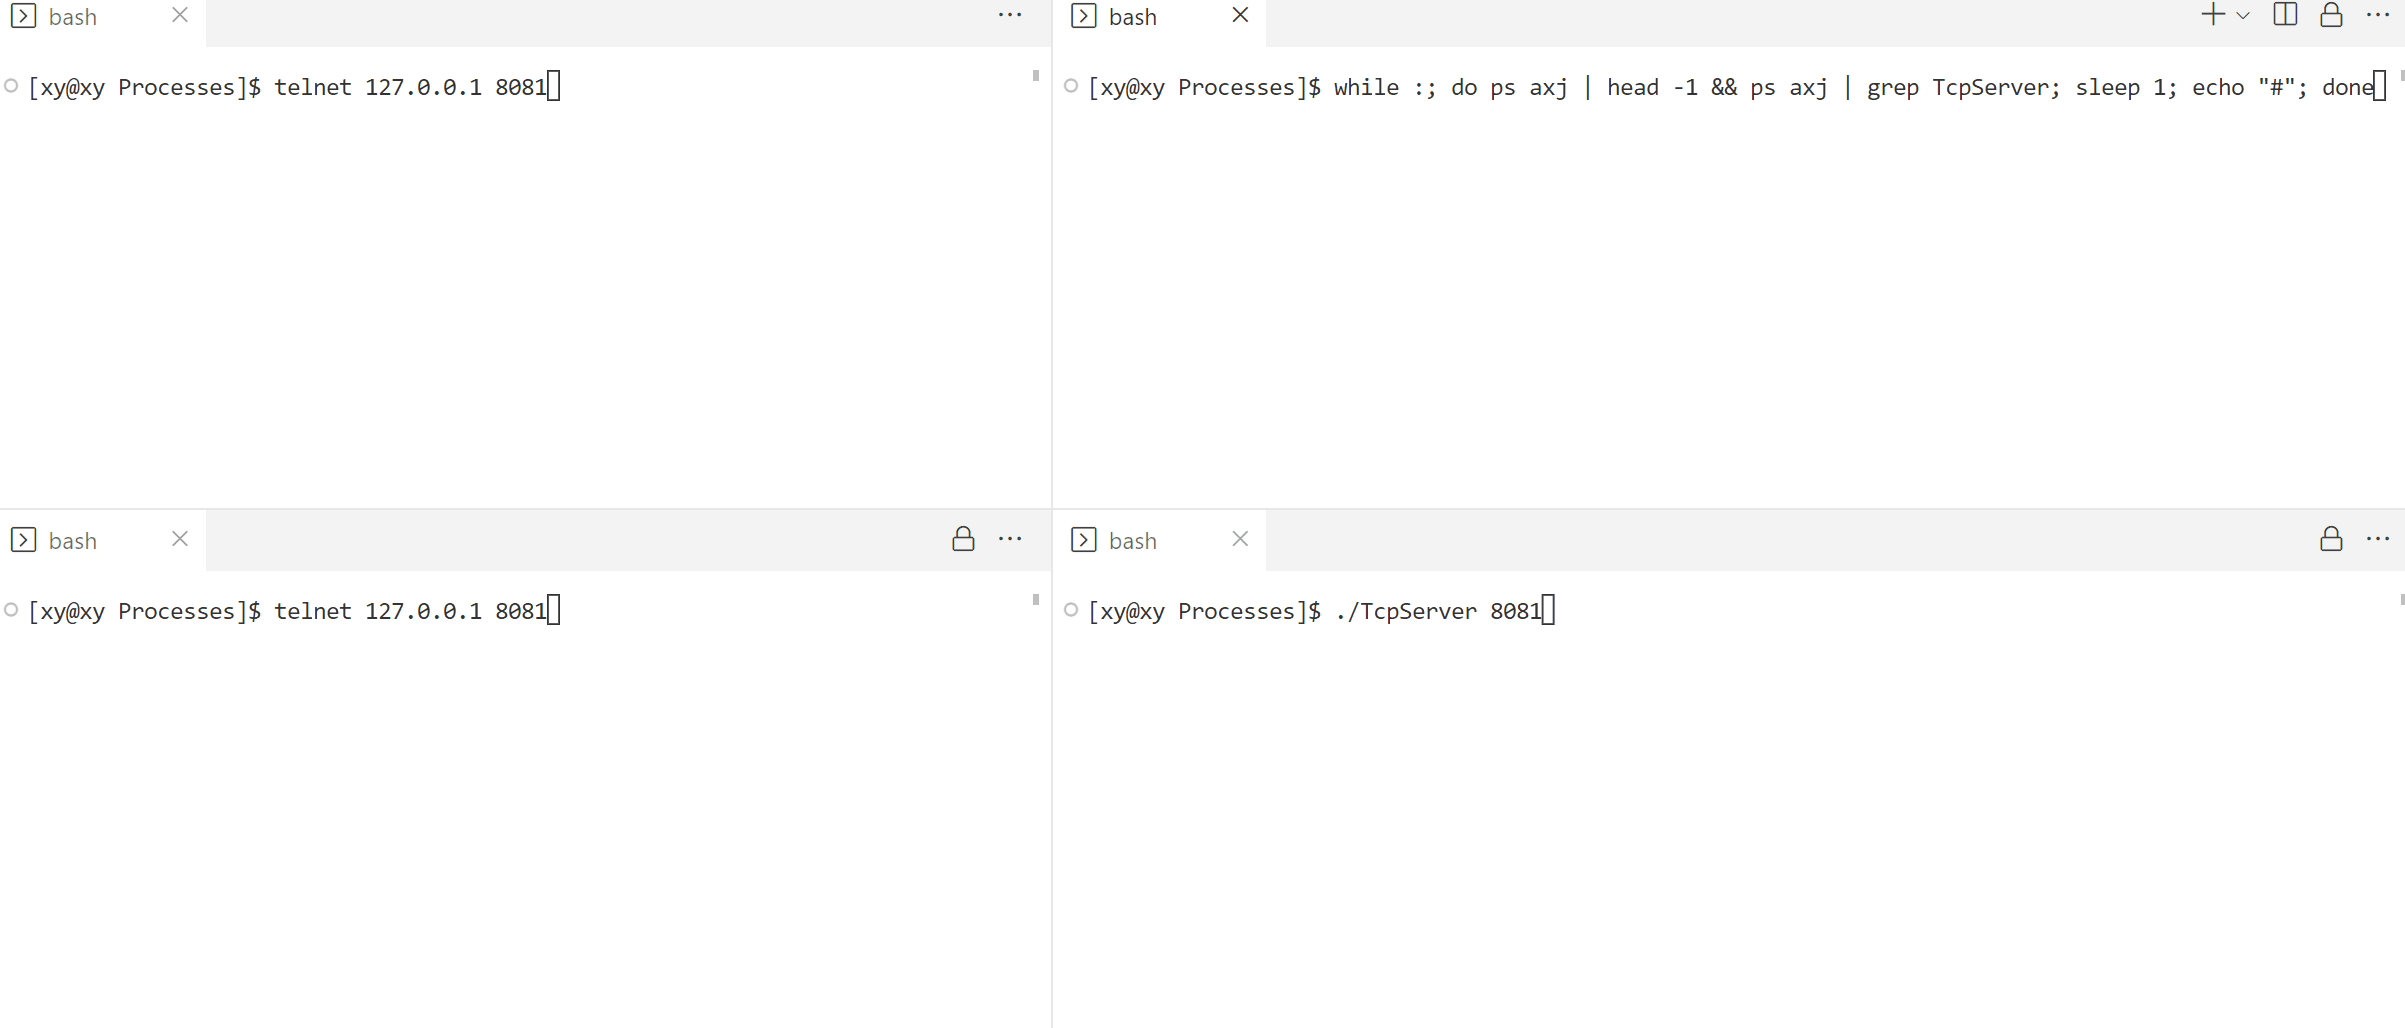 bash
[xy@xy Processes]$ telnet 127.0.0.1 8081
bash
[xy@xy Processes]$ while :; do ps axj | head -1 && ps axj | grep TcpServer; sleep 1; echo "#"; done
bash
[xy@xy Processes]$ telnet 127.0.0.1 8081
bash
[xy@xy Processes]$ ./TcpServer 8081